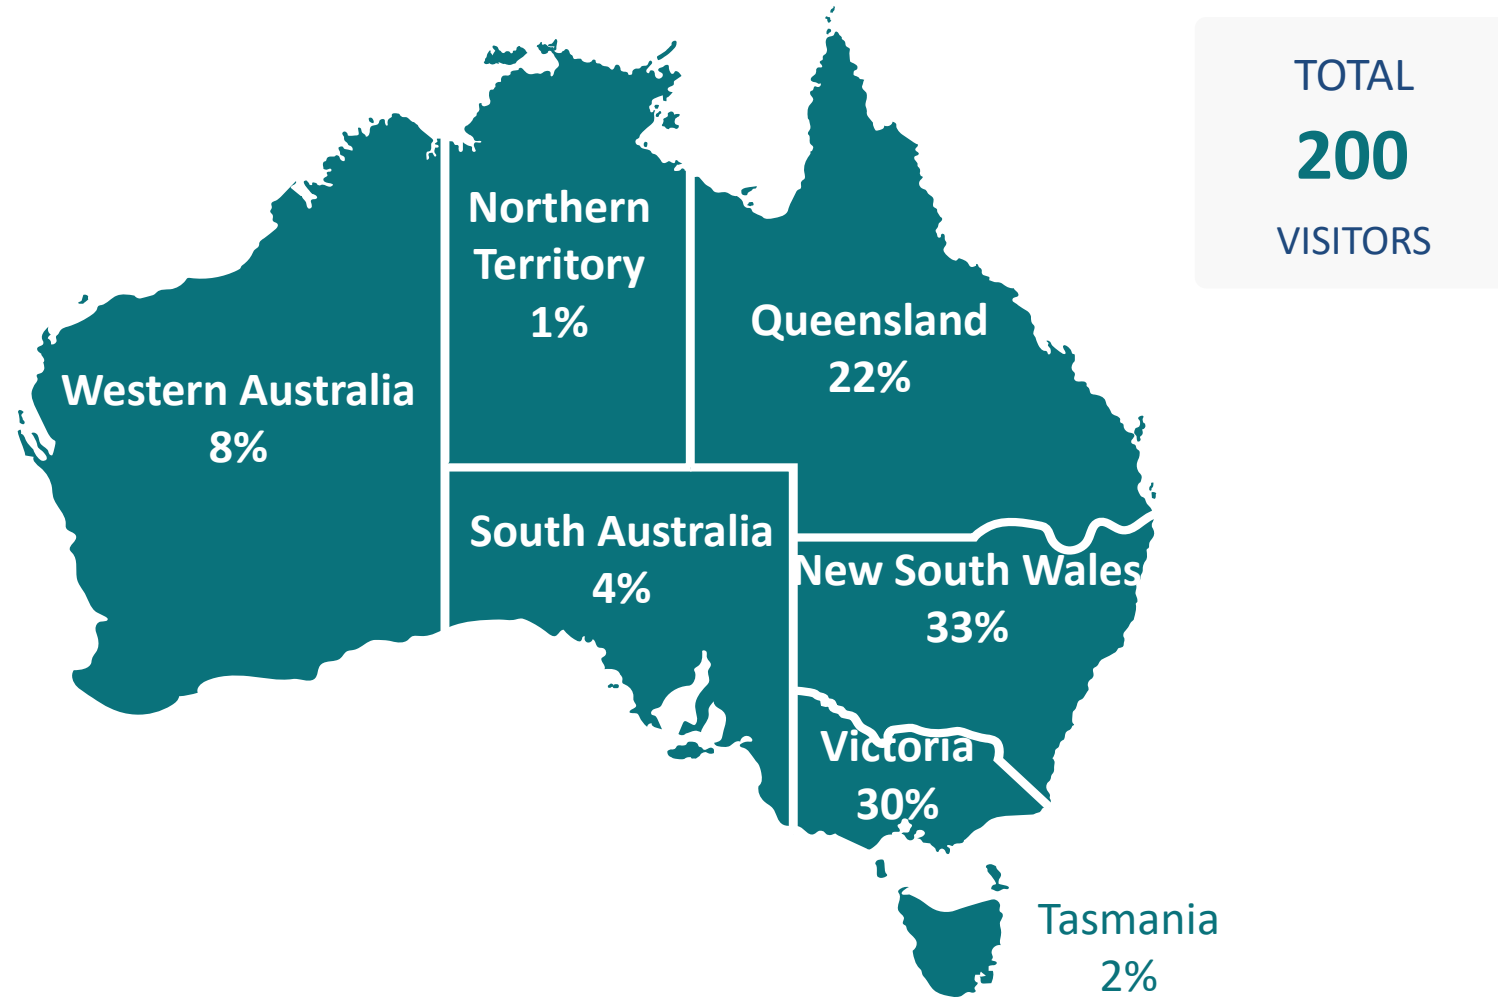 TOTAL
200
VISITORS
Northern
Territory
1%
Queensland
22%
Western Australia
8%
South Australia
4%
New South Wales
33%
Victoria
30%
Tasmania
2%